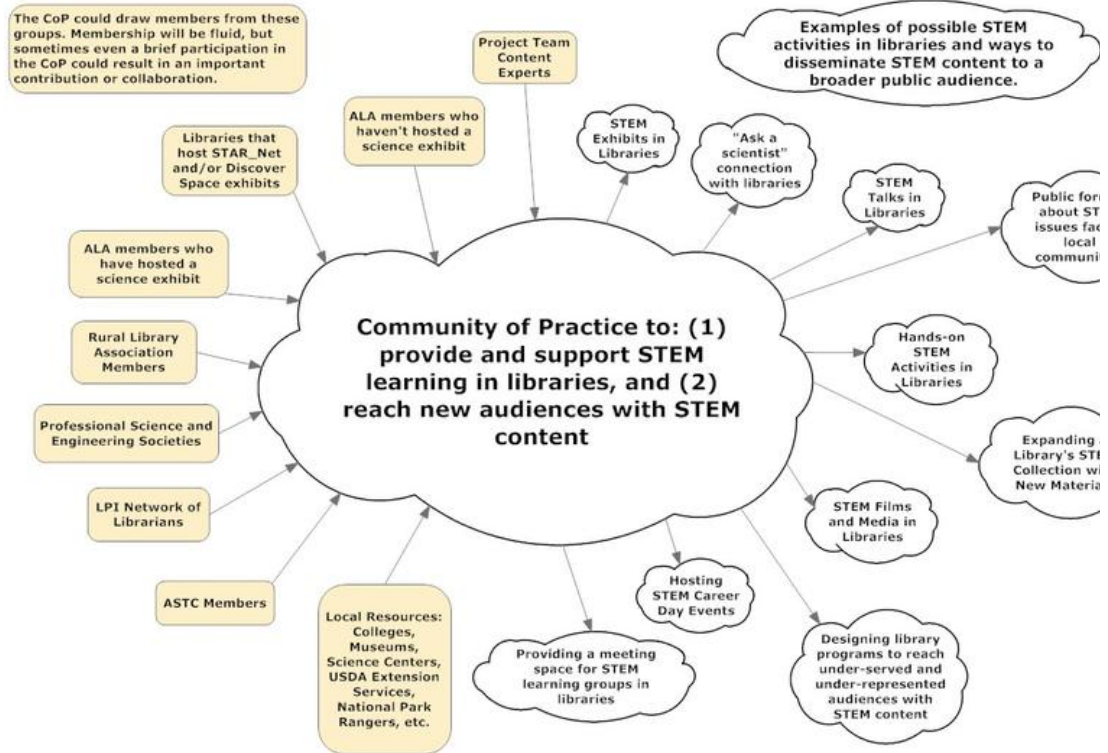 The CoP could draw members from these
groups. Membership will be fluid, but
sometimes even a brief participation in
the CoP could result in an important
contribution or collaboration.
Project Team
Content
Experts
Examples of possible STEM
activities in libraries and ways to
disseminate STEM content to a
broader public audience.
ALA members who
haven't hosted a
science exhibit
Libraries that
host STAR_Net
and/or Discover
Space exhibits
ALA members who
have hosted a
science exhibit
Rural Library
Association
Members
Professional Science and
Engineering Societies
LPI Network of
Librarians
ASTC Members
Local Resources:
Colleges,
Museums,
Science Centers,
USDA Extension
Services,
National Park
Rangers, etc.
Community of Practice to: (1)
provide and support STEM
learning in libraries, and (2)
reach new audiences with STEM
content
STEM
Exhibits in
Libraries
"Ask a
scientist"
connection
with libraries
STEM
Talks in
Libraries
Public
about
issues
local
Hands-on
STEM
Activities in
Libraries
Expanding
Library's
Collection
New
STEM Films
and Media in
Libraries
Hosting
STEM Career
Day Events
Providing a meeting
space for STEM
learning groups in
libraries
Designing library
programs to reach
under-served and
under-represented
audiences with
STEM content